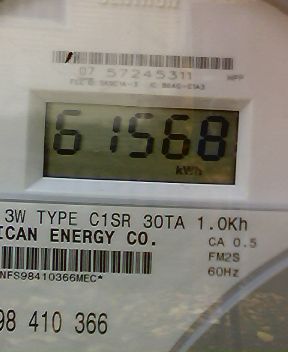 07 57245311
61568
kWh
3W TYPE C1SR 30TA 1.0Kh
ICAN ENERGY CO.
CA 0.5
FM2S
60Hz
NFS98410366MEC*
98 410 366